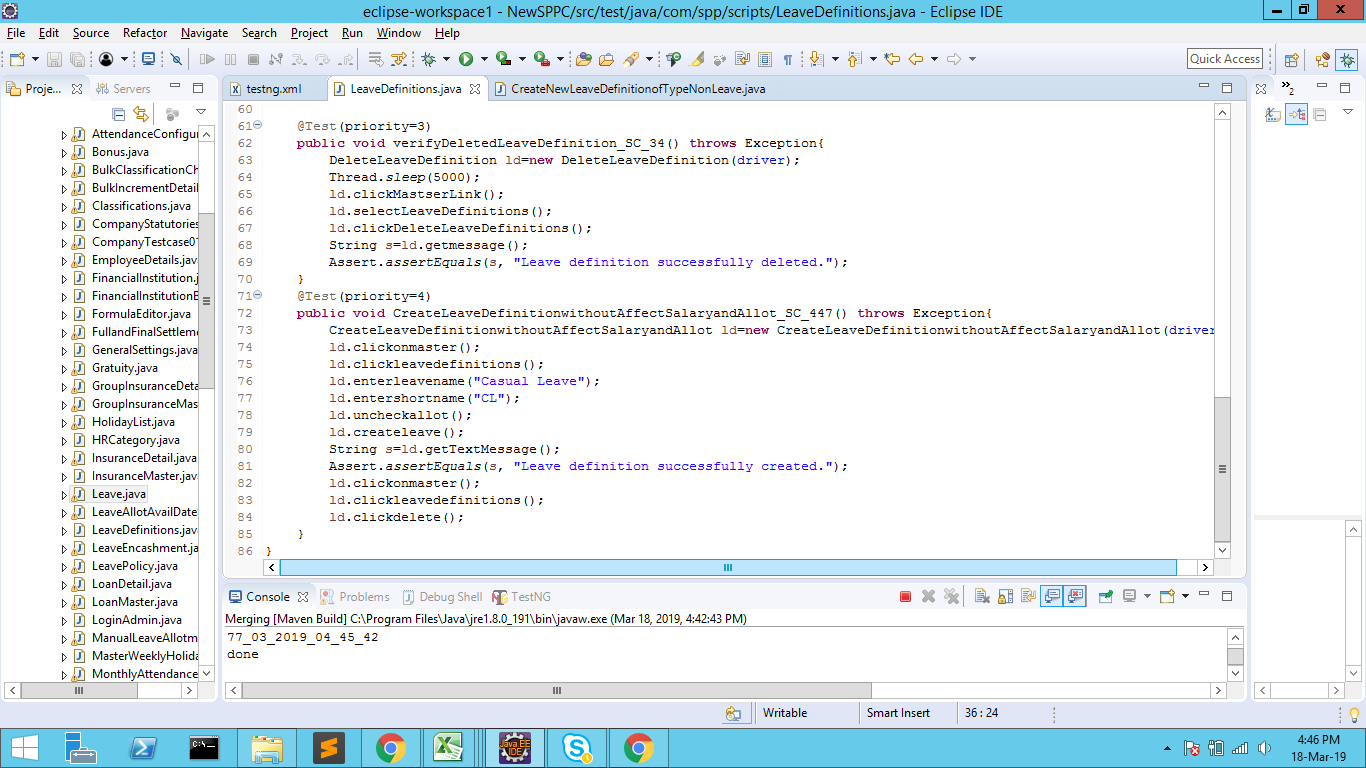 eclipse-workspace1 - NewSPPC/src/test/java/com/spp/scripts/LeaveDefinitions.java - Eclipse IDE
File Edit Source Refactor Navigate Search Project Run Window Help
Quick Access
Proje... Servers
testng.xml LeaveDefinitions.java CreateNewLeaveDefinitionofTypeNonLeave.java
2
AttendanceConfigur
Bonus.java
BulkClassificationCh
BulkIncrementDetail
Classifications.java
CompanyStatutories
CompanyTestcase01
EmployeeDetails.java
FinancialInstitution.j
FinancialInstitutionE
FormulaEditor.java
FullandFinalSettleme
GeneralSettings.java
Gratuity.java
GroupInsuranceDeta
GroupInsuranceMas
HolidayList.java
HRCategory.java
InsuranceDetail.java
InsuranceMaster.java
Leave.java
LeaveAllotAvailDate
LeaveDefinitions.java
LeaveEncashment.ja
LeavePolicy.java
LoanDetail.java
LoanMaster.java
LoginAdmin.java
ManualLeaveAllotm
MasterWeeklyHolida
MonthlyAttendance
60
61 @Test(priority=3)
62 public void verifyDeletedLeaveDefinition_SC_34() throws Exception{
63 DeleteLeaveDefinition ld=new DeleteLeaveDefinition(driver);
64 Thread.sleep(5000);
65 ld.clickMastserLink();
66 ld.selectLeaveDefinitions();
67 ld.clickDeleteLeaveDefinitions();
68 String s=ld.getmessage();
69 Assert.assertEquals(s, "Leave definition successfully deleted.");
70 }
71 @Test(priority=4)
72 public void CreateLeaveDefinitionwithoutAffectSalaryandAllot_SC_447() throws Exception{
73 CreateLeaveDefinitionwithoutAffectSalaryandAllot ld=new CreateLeaveDefinitionwithoutAffectSalaryandAllot(driver
74 ld.clickonmaster();
75 ld.clickleavedefinitions();
76 ld.enterleavename("Casual Leave");
77 ld.entershortname("CL");
78 ld.uncheckallot();
79 ld.createleave();
80 String s=ld.getTextMessage();
81 Assert.assertEquals(s, "Leave definition successfully created.");
82 ld.clickonmaster();
83 ld.clickleavedefinitions();
84 ld.clickdelete();
85 }
86 }
Console Problems Debug Shell TestNG
Merging [Maven Build] C:\Program Files\Java\jre1.8.0_191\bin\javaw.exe (Mar 18, 2019, 4:42:43 PM)
77_03_2019_04_45_42
done
Writable Smart Insert 36 : 24
Java EE
IDE
4:46 PM
18-Mar-19